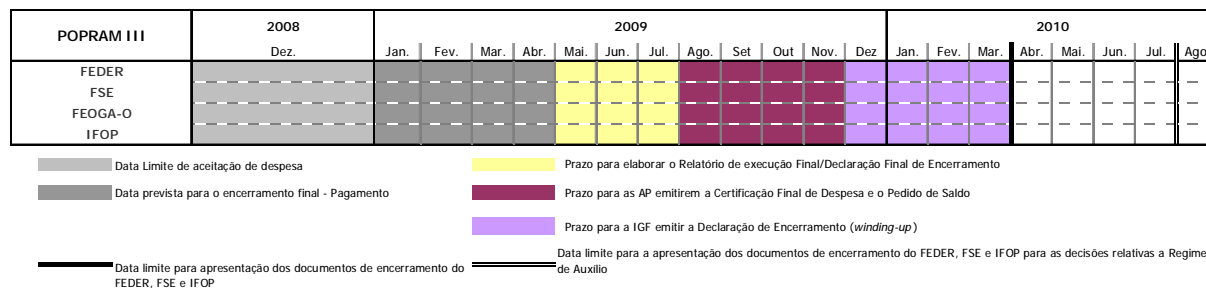 POPRAM III 2008 2009 2010
Dez. Jan. Fev. Mar. Abr. Mai. Jun. Jul. Ago. Set Out Nov. Dez Jan. Fev. Mar. Abr. Mai. Jun. Jul. Ago
FEDER
FSE
FEOGA-O
IFOP
Data Limite de aceitação de despesa
Prazo para elaborar o Relatório de execução Final/Declaração Final de Encerramento
Data prevista para o encerramento final - Pagamento
Prazo para as AP emitirem a Certificação Final de Despesa e o Pedido de Saldo
Prazo para a IGF emitir a Declaração de Encerramento (winding-up)
Data limite para apresentação dos documentos de encerramento do
FEDER, FSE e IFOP
Data limite para a apresentação dos documentos de encerramento do FEDER, FSE e IFOP para as decisões relativas a Regime
de Auxílio